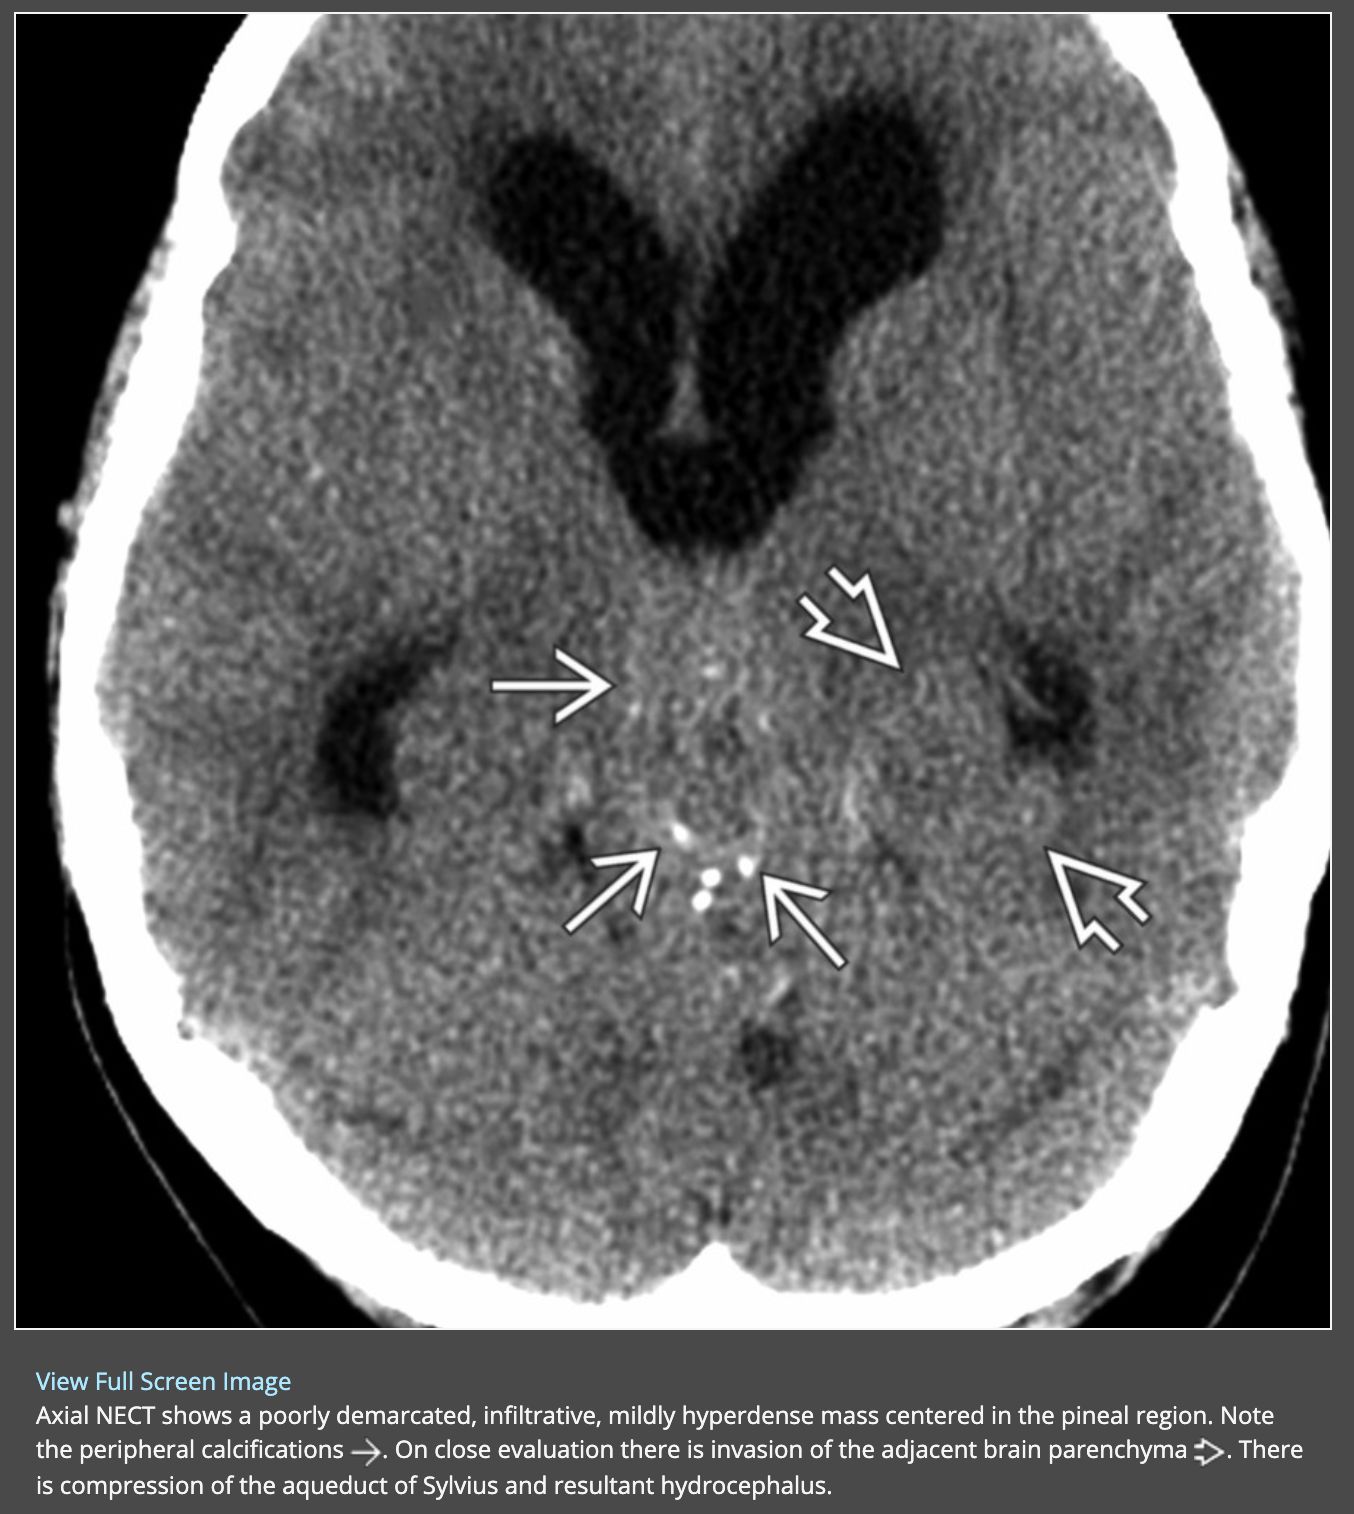 View Full Screen Image
Axial NECT shows a poorly demarcated, infiltrative, mildly hyperdense mass centered in the pineal region. Note
the peripheral calcifications . On close evaluation there is invasion of the adjacent brain parenchyma . There
is compression of the aqueduct of Sylvius and resultant hydrocephalus.